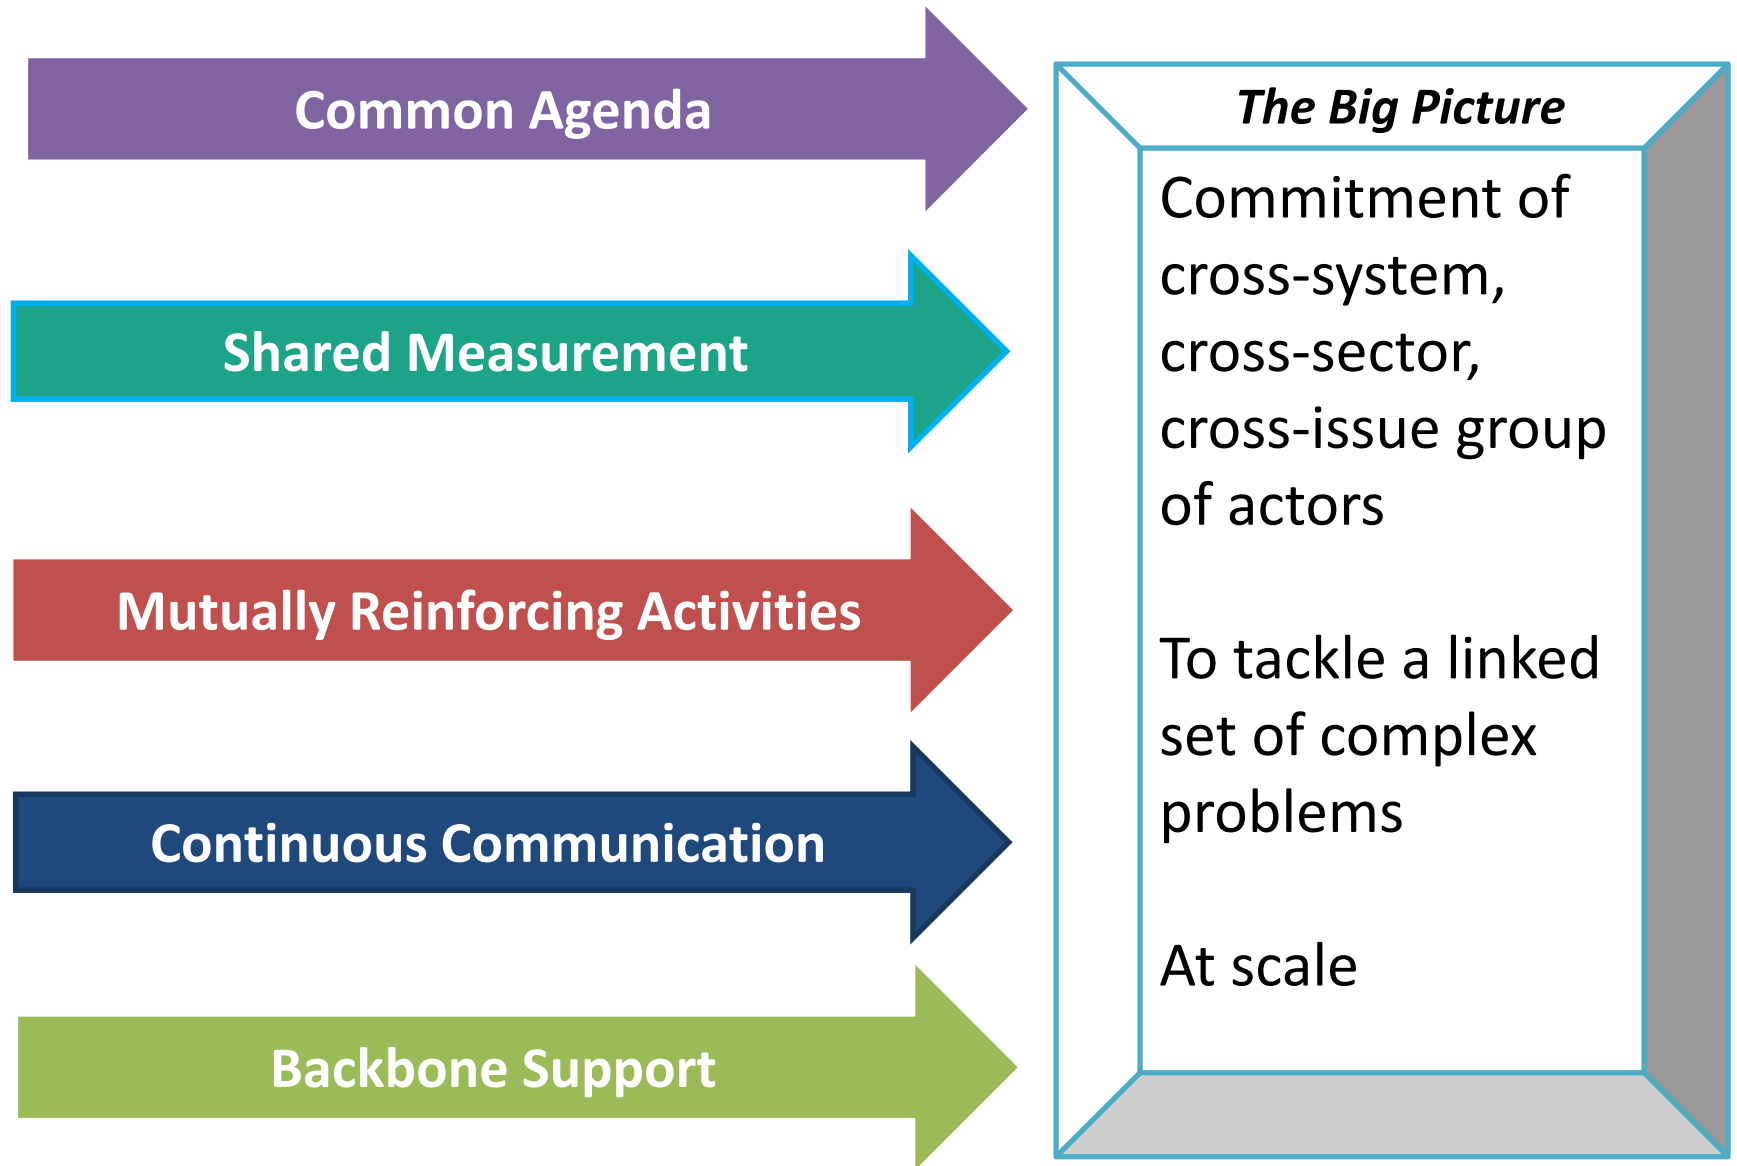 Common Agenda
Shared Measurement
Mutually Reinforcing Activities
Continuous Communication
Backbone Support
The Big Picture
Commitment of
cross-system,
cross-sector,
cross-issue group
of actors
To tackle a linked
set of complex
problems
At scale